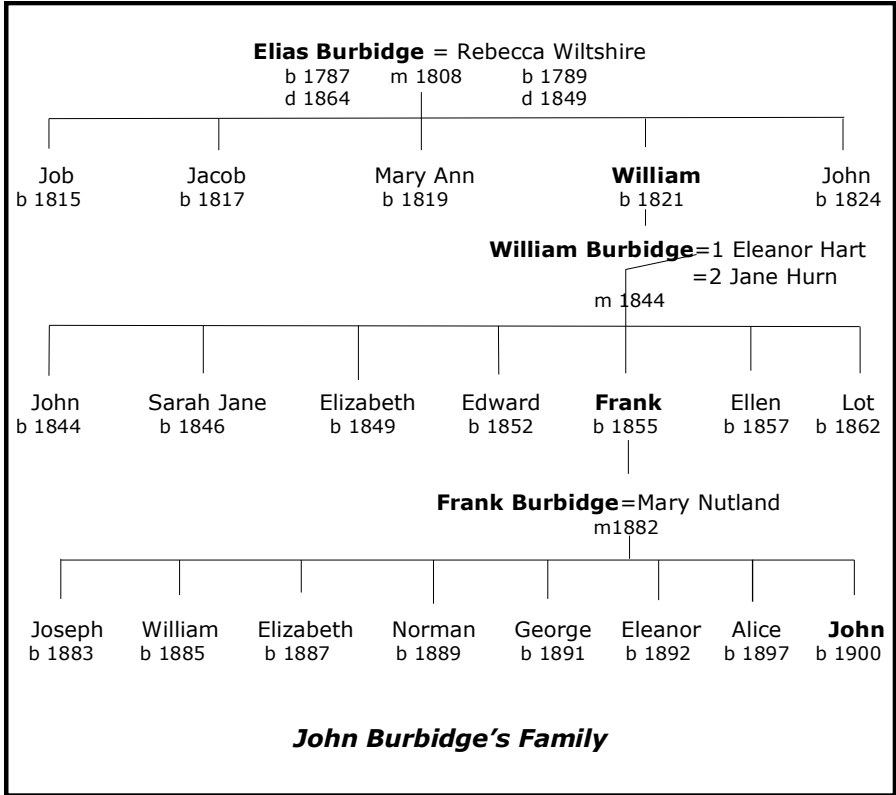 Elias Burbidge = Rebecca Wiltshire
b 1787 m 1808 b 1789
d 1864 d 1849
Job Jacob Mary Ann William John
b 1815 b 1817 b 1819 b 1821 b 1824
William Burbidge=1 Eleanor Hart
=2 Jane Hurn
m 1844
John Sarah Jane Elizabeth Edward Frank Ellen Lot
b 1844 b 1846 b 1849 b 1852 b 1855 b 1857 b 1862
Frank Burbidge=Mary Nutland
m1882
Joseph William Elizabeth Norman George Eleanor Alice John
b 1883 b 1885 b 1887 b 1889 b 1891 b 1892 b 1897 b 1900
John Burbidge's Family